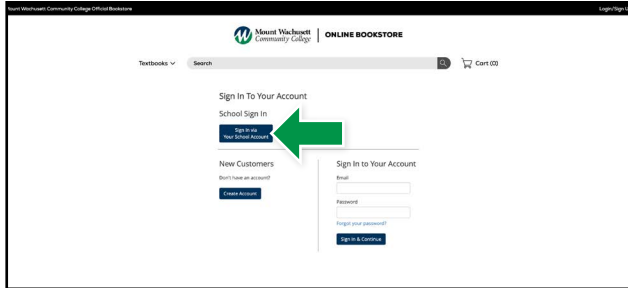 Mount Wachusett Community College Official Bookstore
Login/Sign U
Mount Wachusett
Community College
ONLINE BOOKSTORE
Textbooks
Search
Cart (0)
Sign In To Your Account
School Sign In
Sign In via
Your School Account
New Customers
Don't have an account?
Create Account
Sign In to Your Account
Email
Password
Forgot your password?
Sign In & Continue